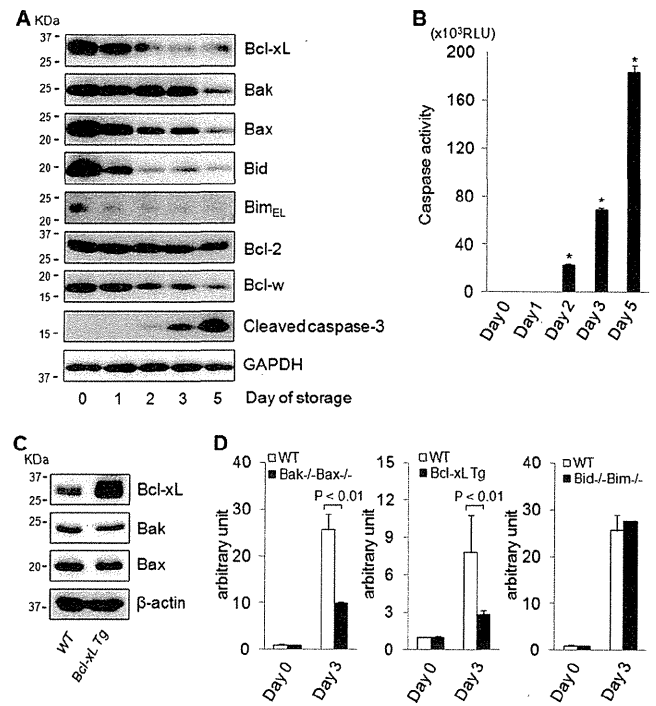 A KDa
37- 25- Bcl-xL
25- Bak
25- 20- Bax
20- Bid
25- 20- BimEL
37- 25- Bcl-2
20- 15- Bcl-w
15- Cleaved caspase-3
37- GAPDH
0 1 2 3 5 Day of storage
B
(x10³RLU)
Caspase activity
200
160
120
80
40
0
* * *
Day 0 Day 1 Day 2 Day 3 Day 5
C
KDa
37- 25- Bcl-xL
25- Bak
20- Bax
37- β-actin
WT Bcl-xL Tg
D
WT
Bak-/-Bax-/-
arbitrary unit
40
30
20
10
0
P < 0.01
Day 0 Day 3
WT
Bcl-xL Tg
arbitrary unit
15
12
9
6
3
0
P < 0.01
Day 0 Day 3
WT
Bid-/-Bim-/-
arbitrary unit
40
30
20
10
0
Day 0 Day 3